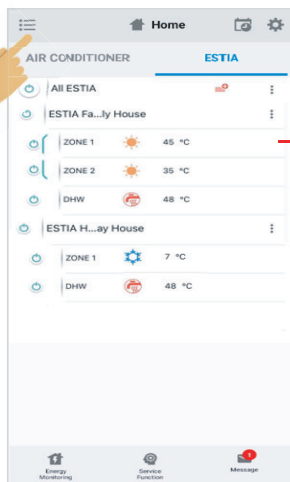 Home
AIR CONDITIONER ESTIA
All ESTIA
ESTIA Fa...ly House
ZONE 1 45 °C
ZONE 2 35 °C
DHW 48 °C
ESTIA H...ay House
ZONE 1 7 °C
DHW 48 °C
1
Energy Service Message
Monitoring Function